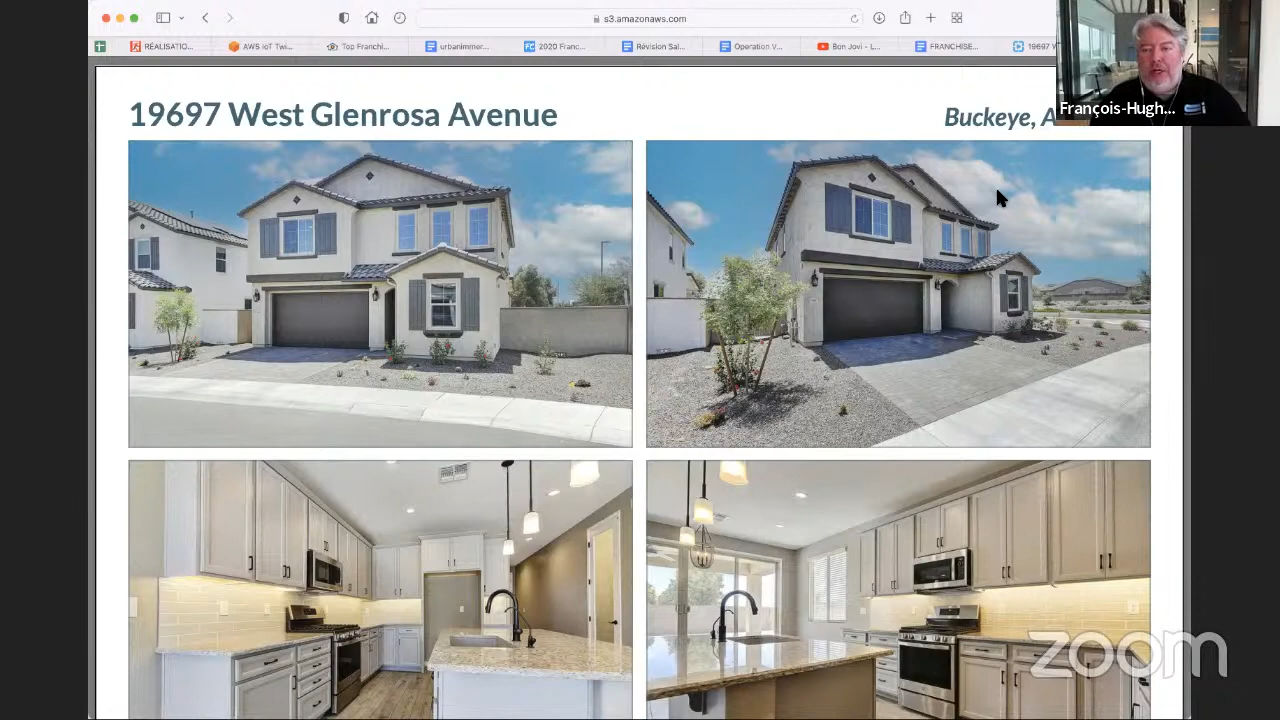 s3.amazonaws.com
RÉALISATIO...
AWS IoT Twi...
Top Franchi...
urbanimmer...
2020 Franc...
Revision Sal...
Operation V...
Bon Jovi - L...
FRANCHISE...
19697 W
19697 West Glenrosa Avenue
Buckeye, A
François-Hugh...
zoom